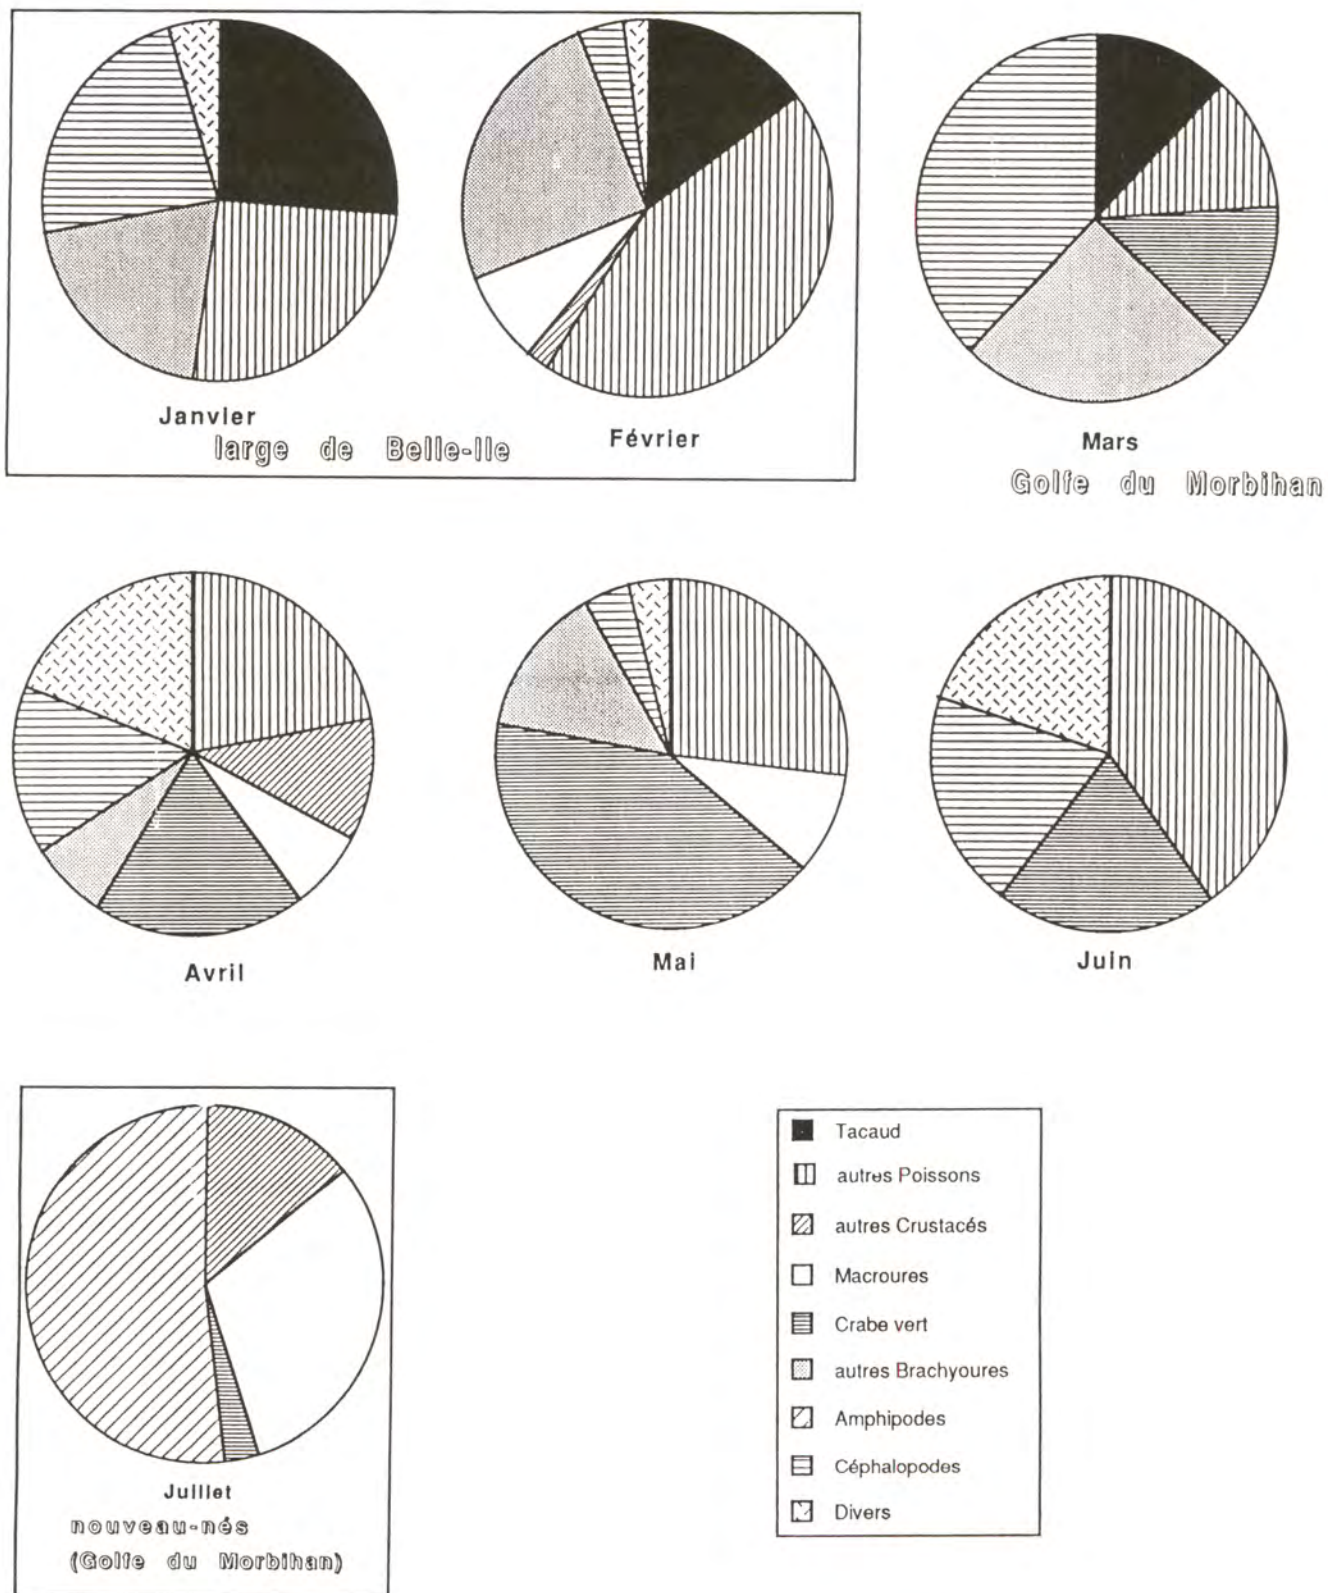 Janvier
Février
large de Belle-Ile
Mars
Golfe du Morbihan
Avril
Mai
Juin
Juillet
nouveau-nés
(Golfe du Morbihan)
Tacaud
autres Poissons
autres Crustacés
Macroures
Crabe vert
autres Brachyoures
Amphipodes
Céphalopodes
Divers